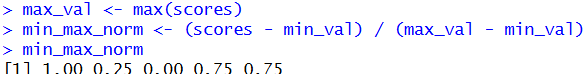 > max_val <- max(scores)
> min_max_norm <- (scores - min_val) / (max_val - min_val)
> min_max_norm
[1] 1.00 0.25 0.00 0.75 0.75